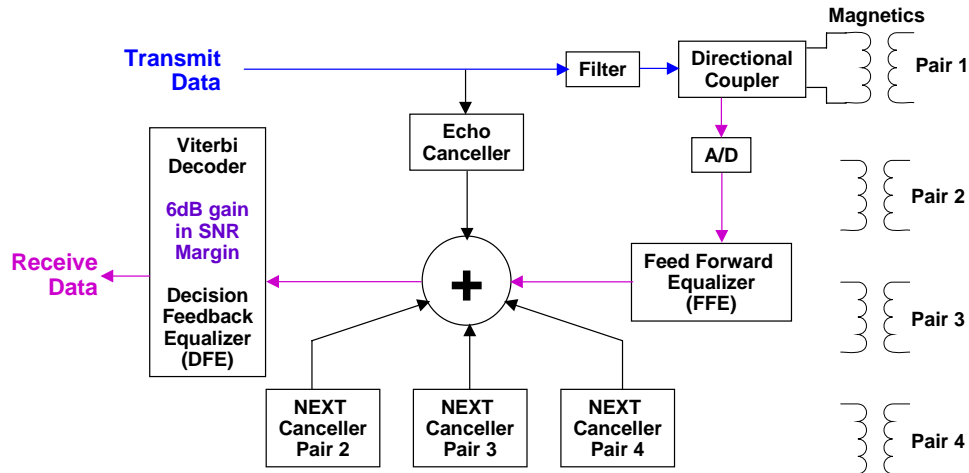 Magnetics
Transmit
Data
Filter
Directional
Coupler
Pair 1
Viterbi
Decoder
6dB gain
in SNR
Margin
Decision
Feedback
Equalizer
(DFE)
Echo
Canceller
A/D
Pair 2
Receive
Data
+
Feed Forward
Equalizer
(FFE)
Pair 3
NEXT
Canceller
Pair 2
NEXT
Canceller
Pair 3
NEXT
Canceller
Pair 4
Pair 4